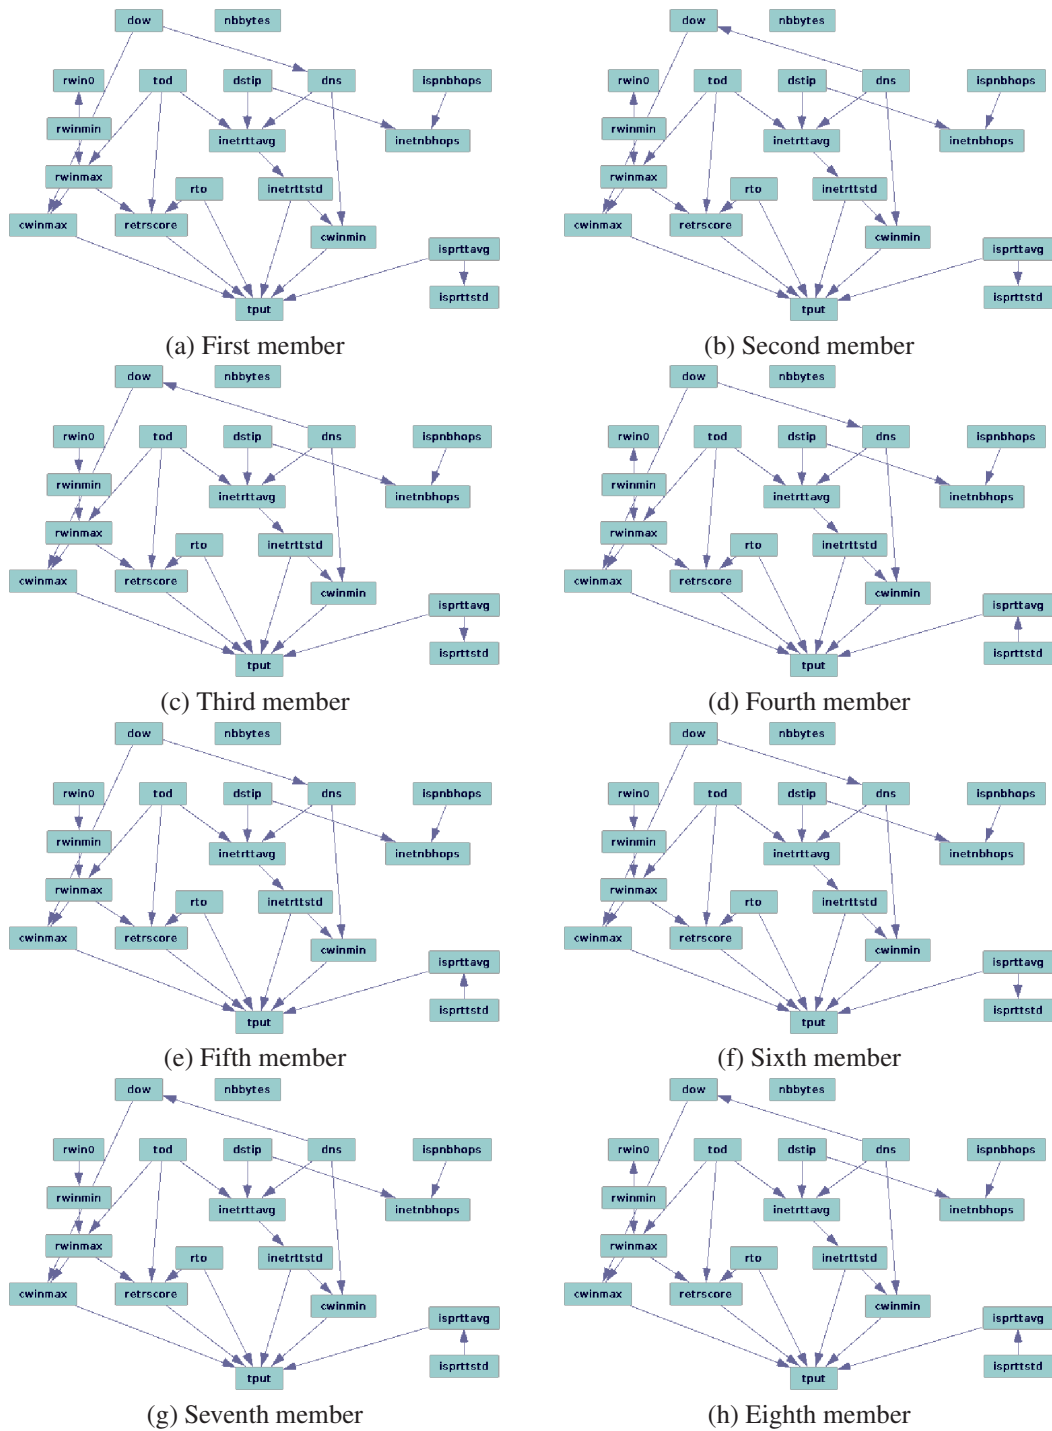 dow nbbytes dow nbbytes
rwin0 tod dstip dns ispnbhops rwin0 tod dstip dns ispnbhops
rwinmin inetrttavg inetnbhops rwinmin inetrttavg inetnbhops
rwinmax rto inetrttstd rwinmax rto inetrttstd
cwinmax retrscore cwinmin isprttavg cwinmax retrscore cwinmin isprttavg
tput isprttstd tput isprttstd
(a) First member (b) Second member
dow nbbytes dow nbbytes
rwin0 tod dstip dns ispnbhops rwin0 tod dstip dns ispnbhops
rwinmin inetrttavg inetnbhops rwinmin inetrttavg inetnbhops
rwinmax rto inetrttstd rwinmax rto inetrttstd
cwinmax retrscore cwinmin isprttavg cwinmax retrscore cwinmin isprttavg
tput isprttstd tput isprttstd
(c) Third member (d) Fourth member
dow nbbytes dow nbbytes
rwin0 tod dstip dns ispnbhops rwin0 tod dstip dns ispnbhops
rwinmin inetrttavg inetnbhops rwinmin inetrttavg inetnbhops
rwinmax rto inetrttstd rwinmax rto inetrttstd
cwinmax retrscore cwinmin isprttavg cwinmax retrscore cwinmin isprttavg
tput isprttstd tput isprttstd
(e) Fifth member (f) Sixth member
dow nbbytes dow nbbytes
rwin0 tod dstip dns ispnbhops rwin0 tod dstip dns ispnbhops
rwinmin inetrttavg inetnbhops rwinmin inetrttavg inetnbhops
rwinmax rto inetrttstd rwinmax rto inetrttstd
cwinmax retrscore cwinmin isprttavg cwinmax retrscore cwinmin isprttavg
tput isprttstd tput isprttstd
(g) Seventh member (h) Eighth member